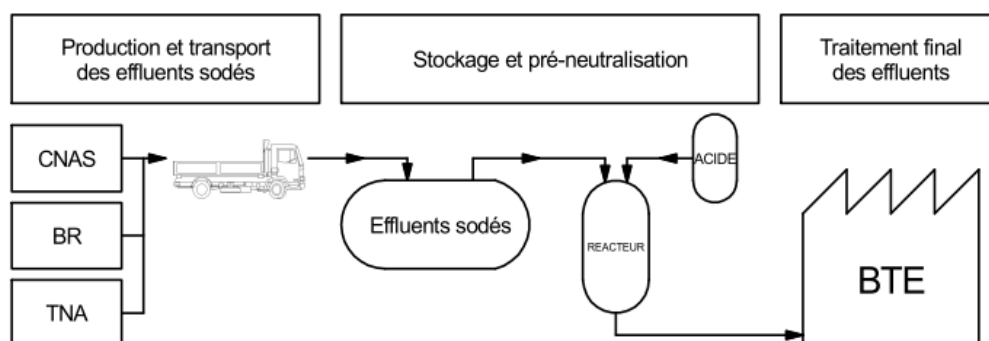 Production et transport
des effluents sodés
Stockage et pré-neutralisation
Traitement final
des effluents
CNAS
BR
TNA
Effluents sodés
ACIDE
REACTEUR
BTE